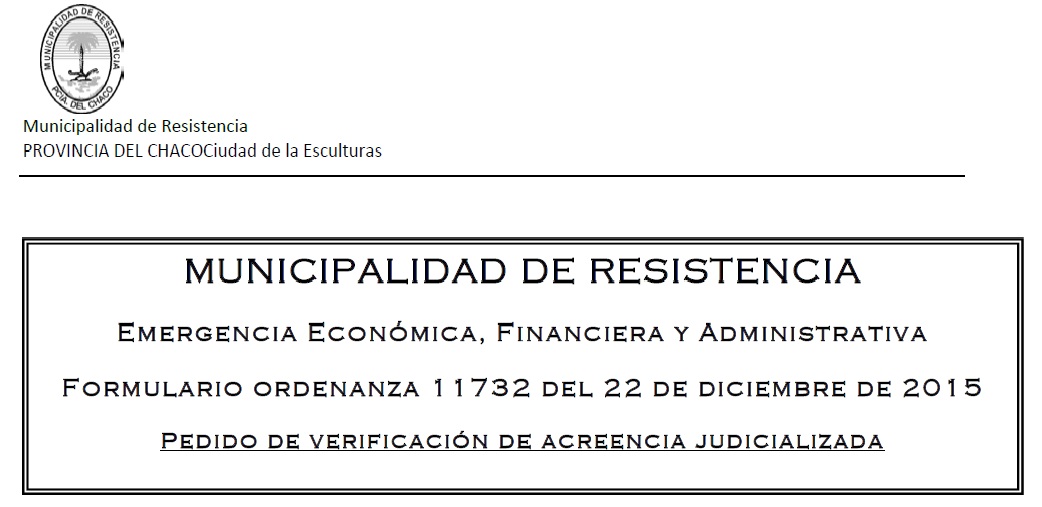 MUNICIPALIDAD DE RESISTENCIA
PCIA. DEL CHACO
Municipalidad de Resistencia
PROVINCIA DEL CHACOCiudad de la Esculturas
MUNICIPALIDAD DE RESISTENCIA
EMERGENCIA ECONÓMICA, FINANCIERA Y ADMINISTRATIVA
FORMULARIO ORDENANZA 11732 DEL 22 DE DICIEMBRE DE 2015
PEDIDO DE VERIFICACIÓN DE ACREENCIA JUDICIALIZADA